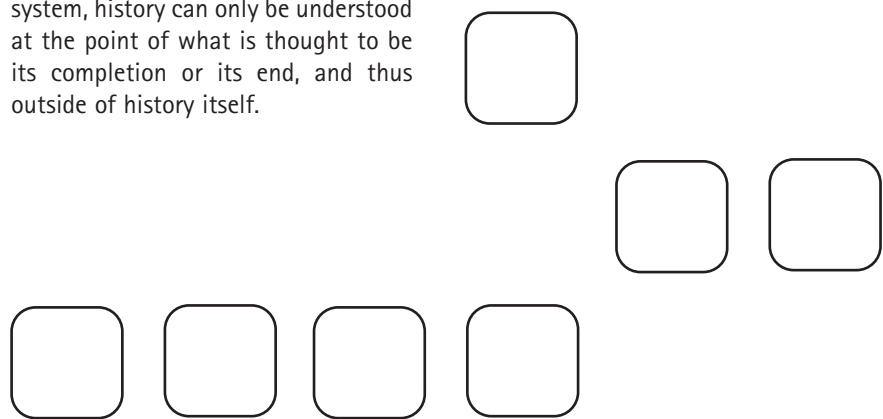 system, history can only be understood
at the point of what is thought to be
its completion or its end, and thus
outside of history itself.